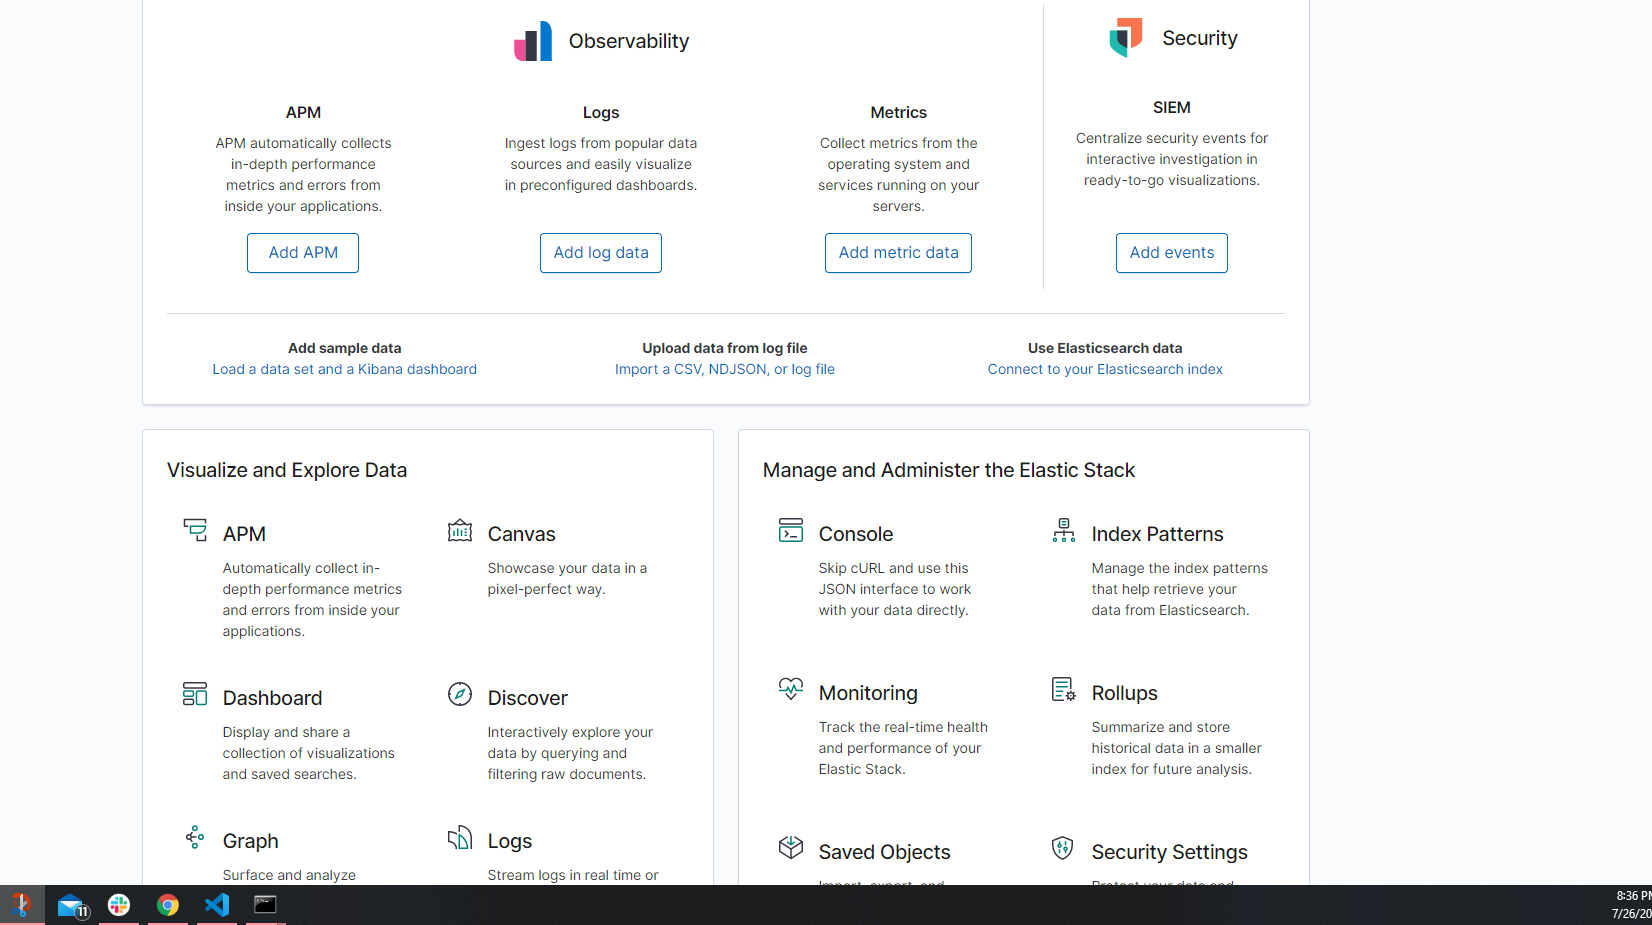 Observability
Security
APM
APM automatically collects
in-depth performance
metrics and errors from
inside your applications.
Add APM
Logs
Ingest logs from popular data
sources and easily visualize
in preconfigured dashboards.
Add log data
Metrics
Collect metrics from the
operating system and
services running on your
servers.
Add metric data
SIEM
Centralize security events for
interactive investigation in
ready-to-go visualizations.
Add events
Add sample data
Load a data set and a Kibana dashboard
Upload data from log file
Import a CSV, NDJSON, or log file
Use Elasticsearch data
Connect to your Elasticsearch index
Visualize and Explore Data
APM
Automatically collect in-
depth performance metrics
and errors from inside your
applications.
Canvas
Showcase your data in a
pixel-perfect way.
Dashboard
Display and share a
collection of visualizations
and saved searches.
Discover
Interactively explore your
data by querying and
filtering raw documents.
Graph
Surface and analyze
Logs
Stream logs in real time or
Manage and Administer the Elastic Stack
Console
Skip cURL and use this
JSON interface to work
with your data directly.
Index Patterns
Manage the index patterns
that help retrieve your
data from Elasticsearch.
Monitoring
Track the real-time health
and performance of your
Elastic Stack.
Rollups
Summarize and store
historical data in a smaller
index for future analysis.
Saved Objects
Import, export, and
Security Settings
Protect your data and
11
8:36 PM
7/26/20